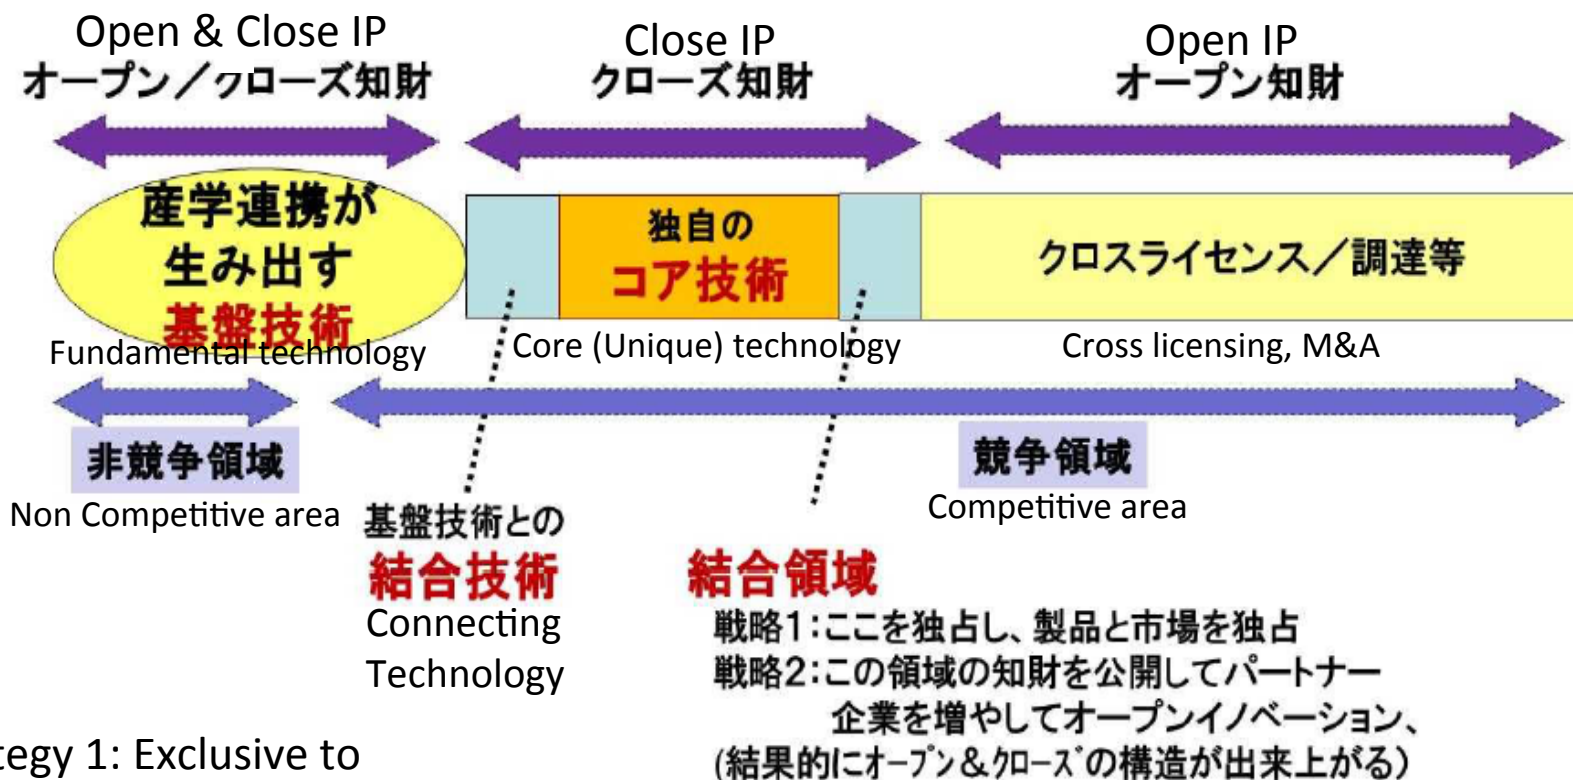 Open & Close IP
オープン／クローズ知財
Close IP
クローズ知財
Open IP
オープン知財
産学連携が
生み出す
基盤技術
Fundamental technology
独自の
コア技術
Core (Unique) technology
クロスライセンス／調達等
Cross licensing, M&A
非競争領域
Non Competitive area
競争領域
Competitive area
基盤技術との
結合技術
Connecting
Technology
結合領域
戦略1：ここを独占し、製品と市場を独占
戦略2：この領域の知財を公開してパートナー
企業を増やしてオープンイノベーション、
(結果的にオープン&クローズの構造が出来上がる)
tegy 1: Exclusive to